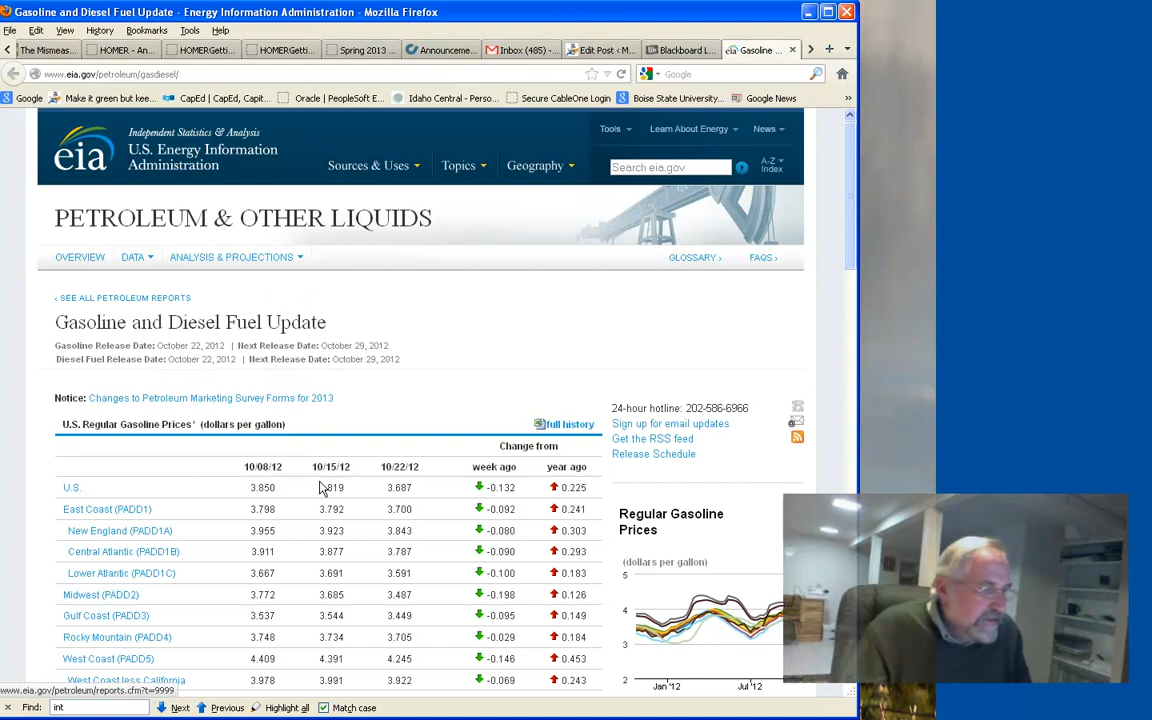 Gasoline and Diesel Fuel Update - Energy Information Administration - Mozilla Firefox
File Edit View History Bookmarks Tools Help
The Mismeas... HOMER - An... HOMERGetti... HOMERGetti... Spring 2013 ... Announceme... Inbox (485) -... Edit Post ‹ M... Blackboard L... eia Gasoline ...
www.eia.gov/petroleum/gasdiesel/ Google
Google Make it green but kee... CapEd | CapEd, Capit... Oracle | PeopleSoft E... Idaho Central - Perso... Secure CableOne Login Boise State University... Google News
Independent Statistics & Analysis
eia U.S. Energy Information
Administration
Tools Learn About Energy News
Sources & Uses Topics Geography Search eia.gov A-Z Index
PETROLEUM & OTHER LIQUIDS
OVERVIEW DATA ANALYSIS & PROJECTIONS GLOSSARY › FAQS ›
‹ SEE ALL PETROLEUM REPORTS
Gasoline and Diesel Fuel Update
Gasoline Release Date: October 22, 2012 | Next Release Date: October 29, 2012
Diesel Fuel Release Date: October 22, 2012 | Next Release Date: October 29, 2012
Notice: Changes to Petroleum Marketing Survey Forms for 2013
U.S. Regular Gasoline Prices* (dollars per gallon) full history
Change from
10/08/12 10/15/12 10/22/12 week ago year ago
U.S. 3.850 819 3.687 -0.132 0.225
East Coast (PADD1) 3.798 3.792 3.700 -0.092 0.241
New England (PADD1A) 3.955 3.923 3.843 -0.080 0.303
Central Atlantic (PADD1B) 3.911 3.877 3.787 -0.090 0.293
Lower Atlantic (PADD1C) 3.667 3.691 3.591 -0.100 0.183
Midwest (PADD2) 3.772 3.685 3.487 -0.198 0.126
Gulf Coast (PADD3) 3.537 3.544 3.449 -0.095 0.149
Rocky Mountain (PADD4) 3.748 3.734 3.705 -0.029 0.184
West Coast (PADD5) 4.409 4.391 4.245 -0.146 0.453
West Coast less California 3.978 3.991 3.922 -0.069 0.243
24-hour hotline: 202-586-6966
Sign up for email updates
Get the RSS feed
Release Schedule
Regular Gasoline
Prices
(dollars per gallon)
5
4
3
2
Jan '12 Jul '12
www.eia.gov/petroleum/reports.cfm?t=9999
Find: int Next Previous Highlight all Match case